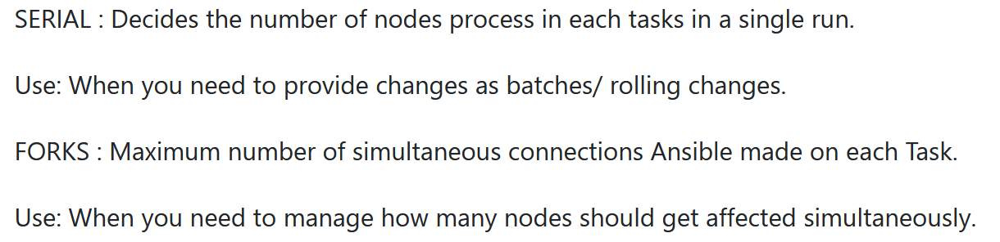 SERIAL : Decides the number of nodes process in each tasks in a single run.
Use: When you need to provide changes as batches/ rolling changes.
FORKS : Maximum number of simultaneous connections Ansible made on each Task.
Use: When you need to manage how many nodes should get affected simultaneously.